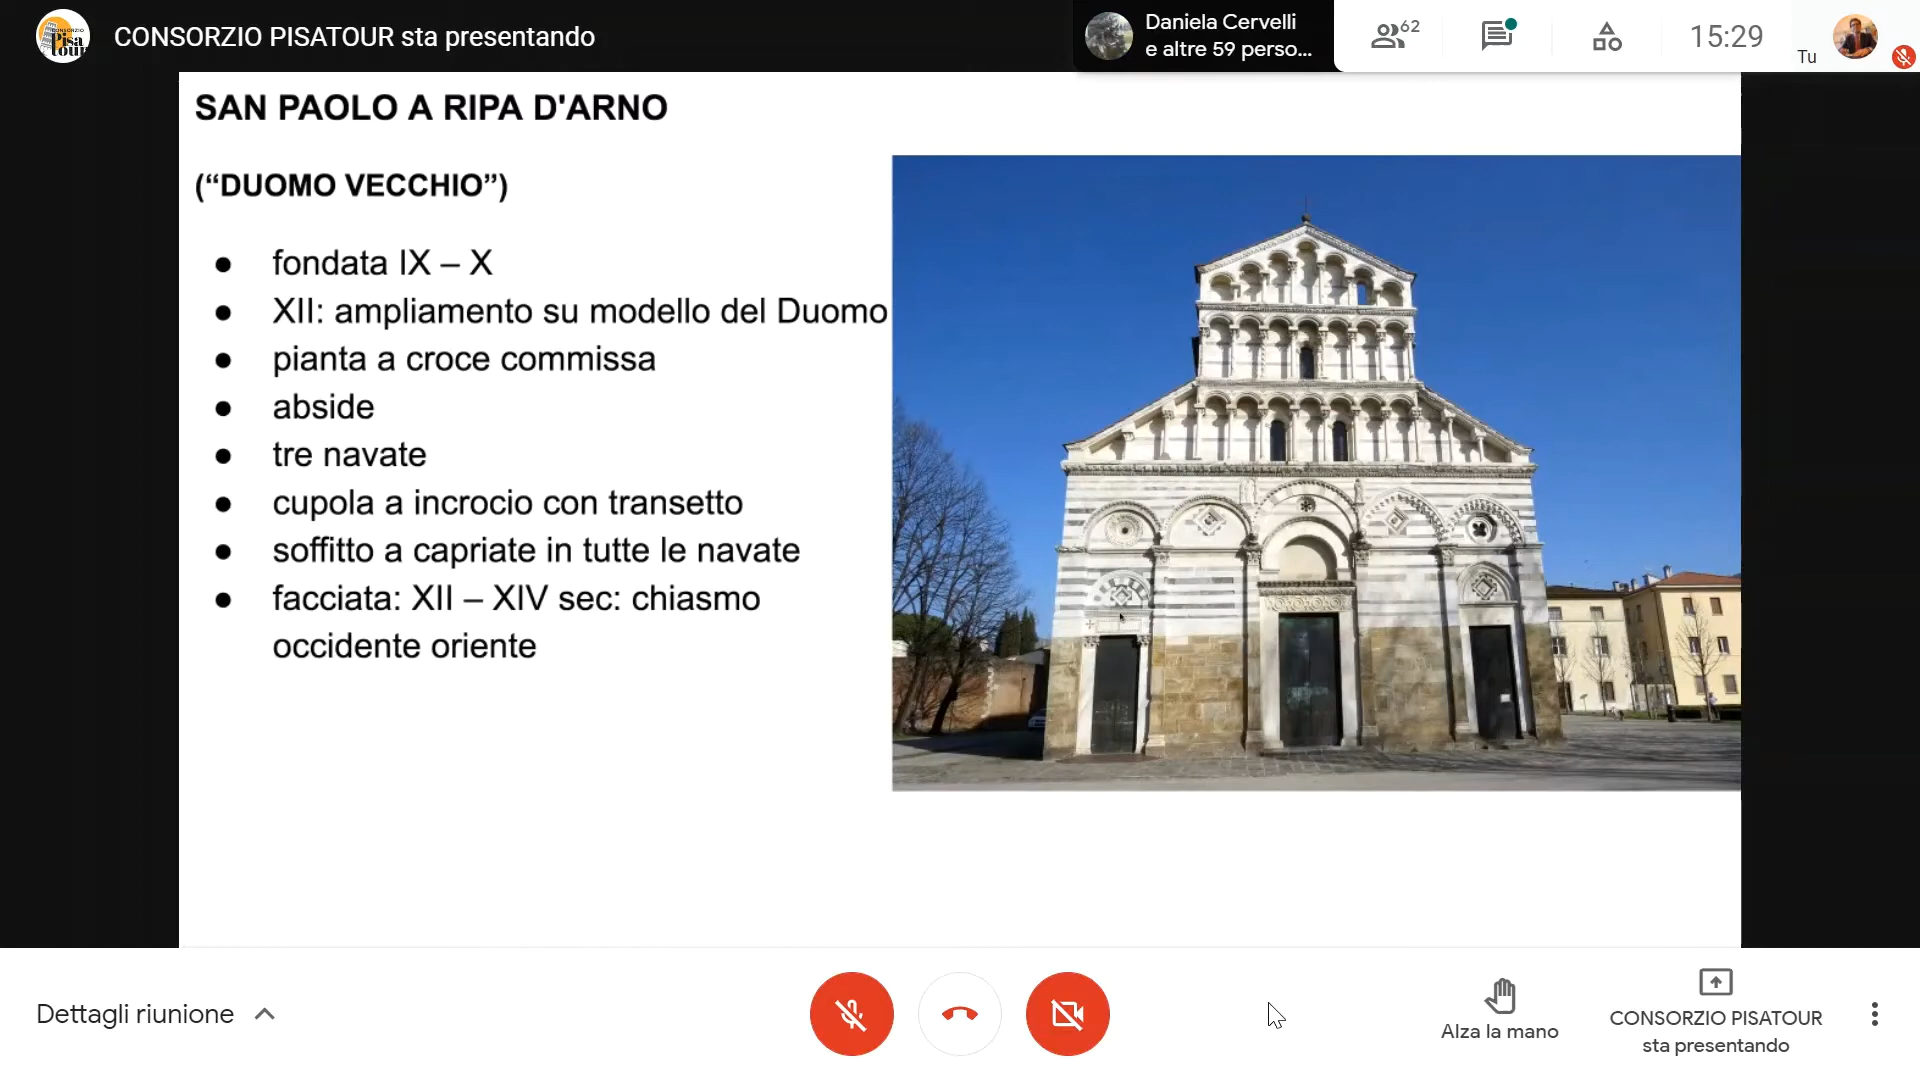 CONSORZIO PISATOUR sta presentando
Daniela Cervelli
e altre 59 perso...
62
15:29
Tu
CONSORZIO
Pisa
tour
SAN PAOLO A RIPA D'ARNO
(“DUOMO VECCHIO”)
● fondata IX – X
● XII: ampliamento su modello del Duomo
● pianta a croce commissa
● abside
● tre navate
● cupola a incrocio con transetto
● soffitto a capriate in tutte le navate
● facciata: XII – XIV sec: chiasmo
occidente oriente
Dettagli riunione
Alza la mano
CONSORZIO PISATOUR
sta presentando